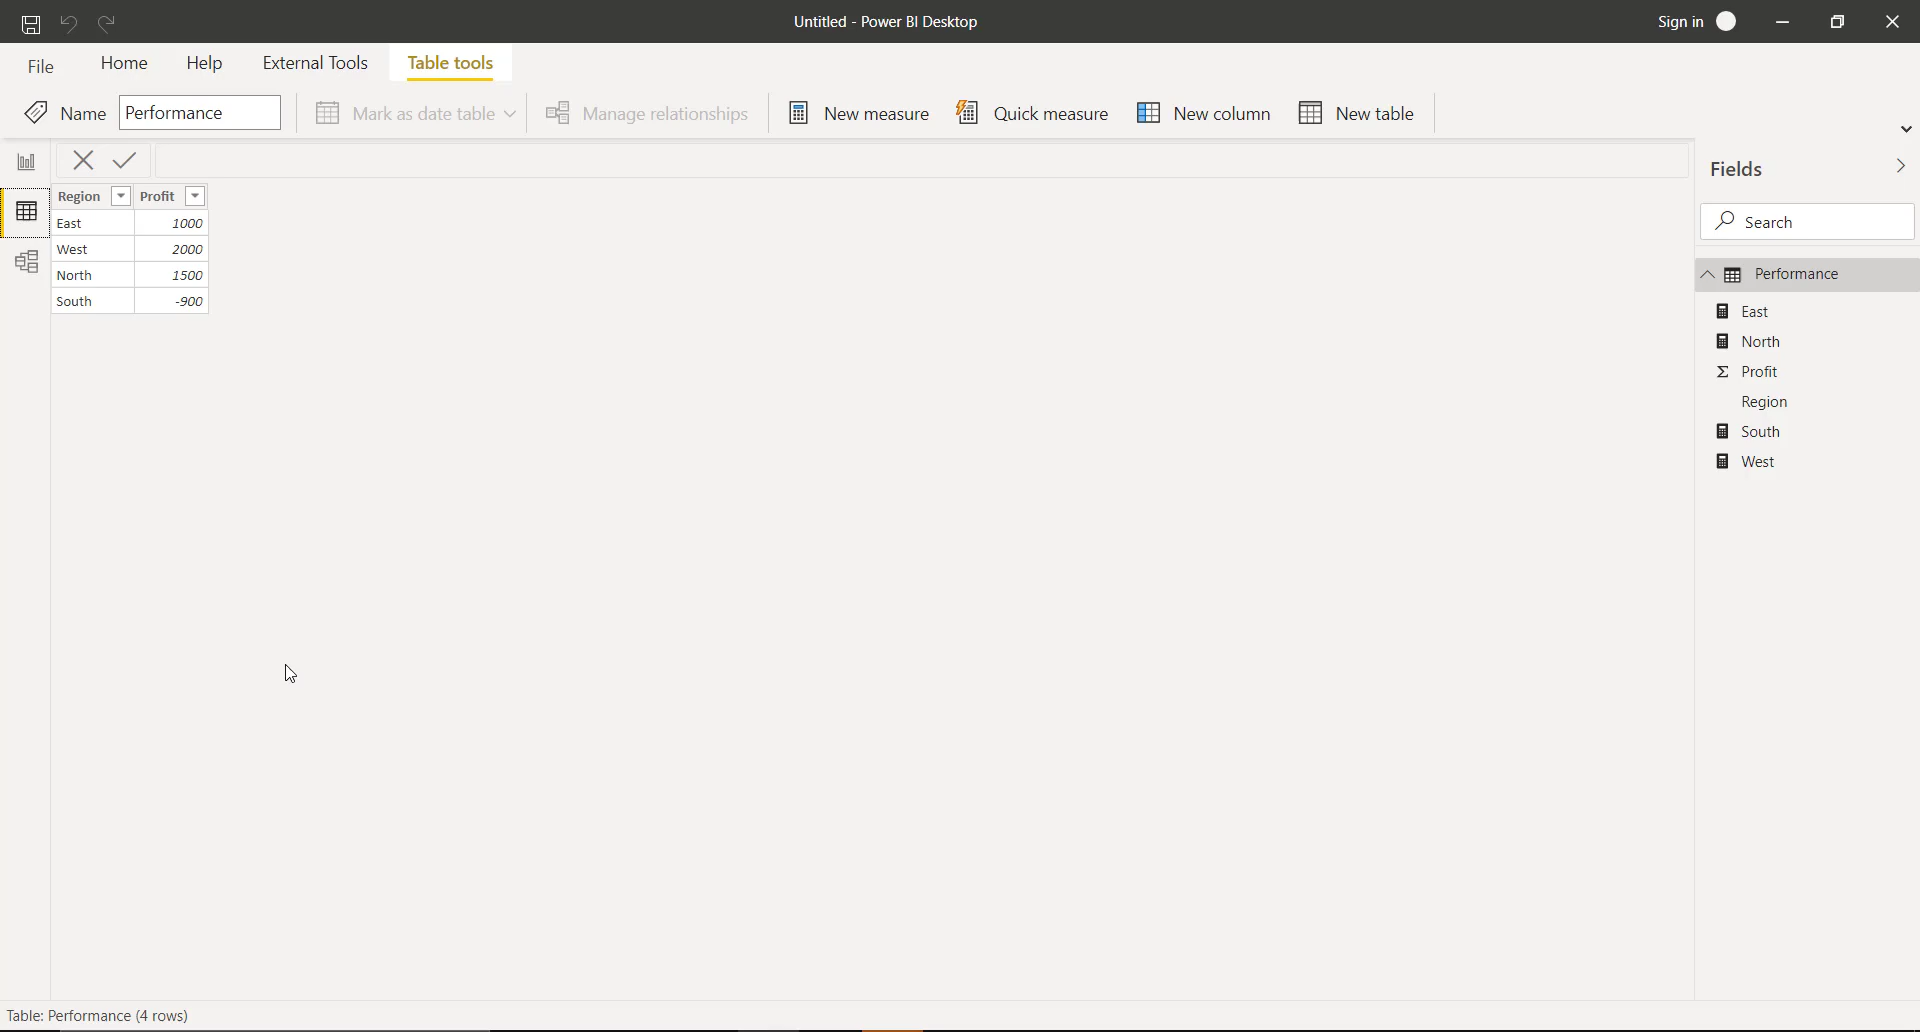 Untitled - Power BI Desktop
Sign in
File Home Help External Tools Table tools
Name Performance Mark as date table Manage relationships New measure Quick measure New column New table
Fields
Search
Region Profit
East 1000
West 2000
North 1500
South -900
Performance
East
North
Profit
Region
South
West
Table: Performance (4 rows)